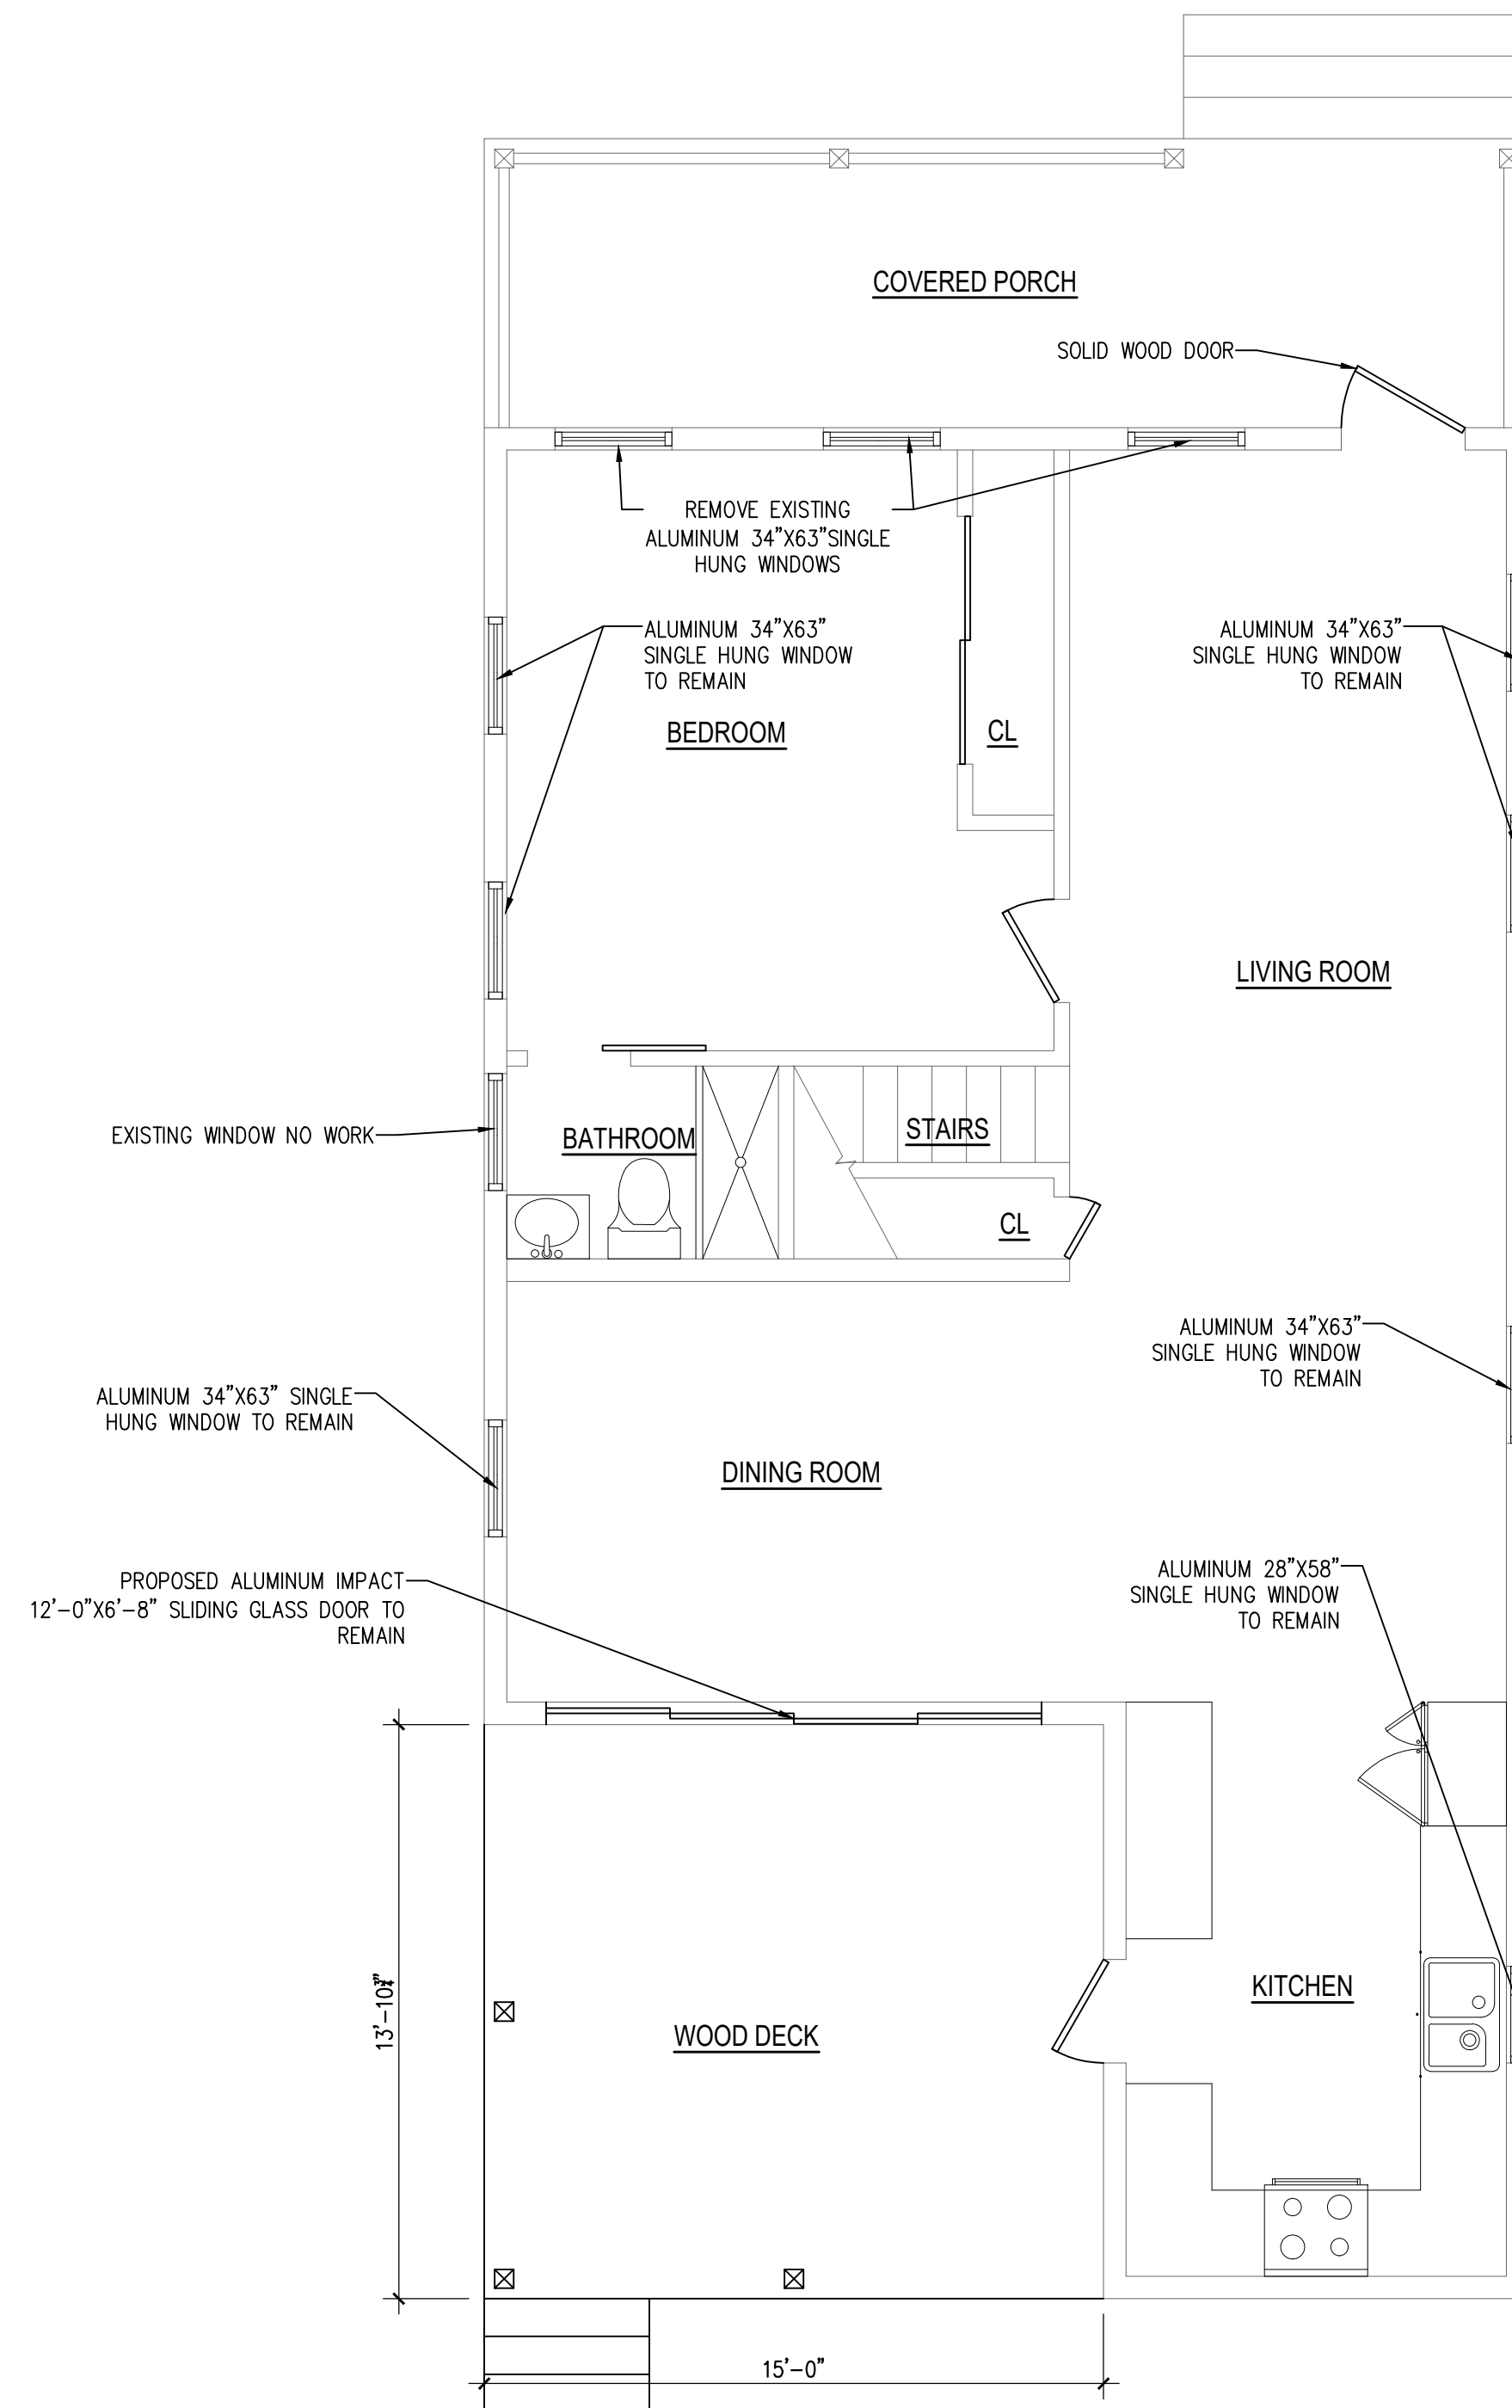 COVERED PORCH
SOLID WOOD DOOR
REMOVE EXISTING
ALUMINUM 34"X63"SINGLE
HUNG WINDOWS
ALUMINUM 34"X63"
SINGLE HUNG WINDOW
TO REMAIN
ALUMINUM 34"X63"
SINGLE HUNG WINDOW
TO REMAIN
BEDROOM
CL
LIVING ROOM
EXISTING WINDOW NO WORK
BATHROOM
STAIRS
CL
ALUMINUM 34"X63"
SINGLE HUNG WINDOW
TO REMAIN
ALUMINUM 34"X63" SINGLE
HUNG WINDOW TO REMAIN
DINING ROOM
PROPOSED ALUMINUM IMPACT
12'-0"X6'-8" SLIDING GLASS DOOR TO
REMAIN
ALUMINUM 28"X58"
SINGLE HUNG WINDOW
TO REMAIN
KITCHEN
WOOD DECK
15'-0"